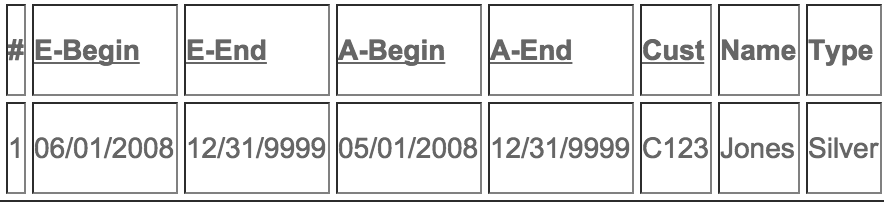 # E-Begin E-End A-Begin A-End Cust Name Type
1 06/01/2008 12/31/9999 05/01/2008 12/31/9999 C123 Jones Silver